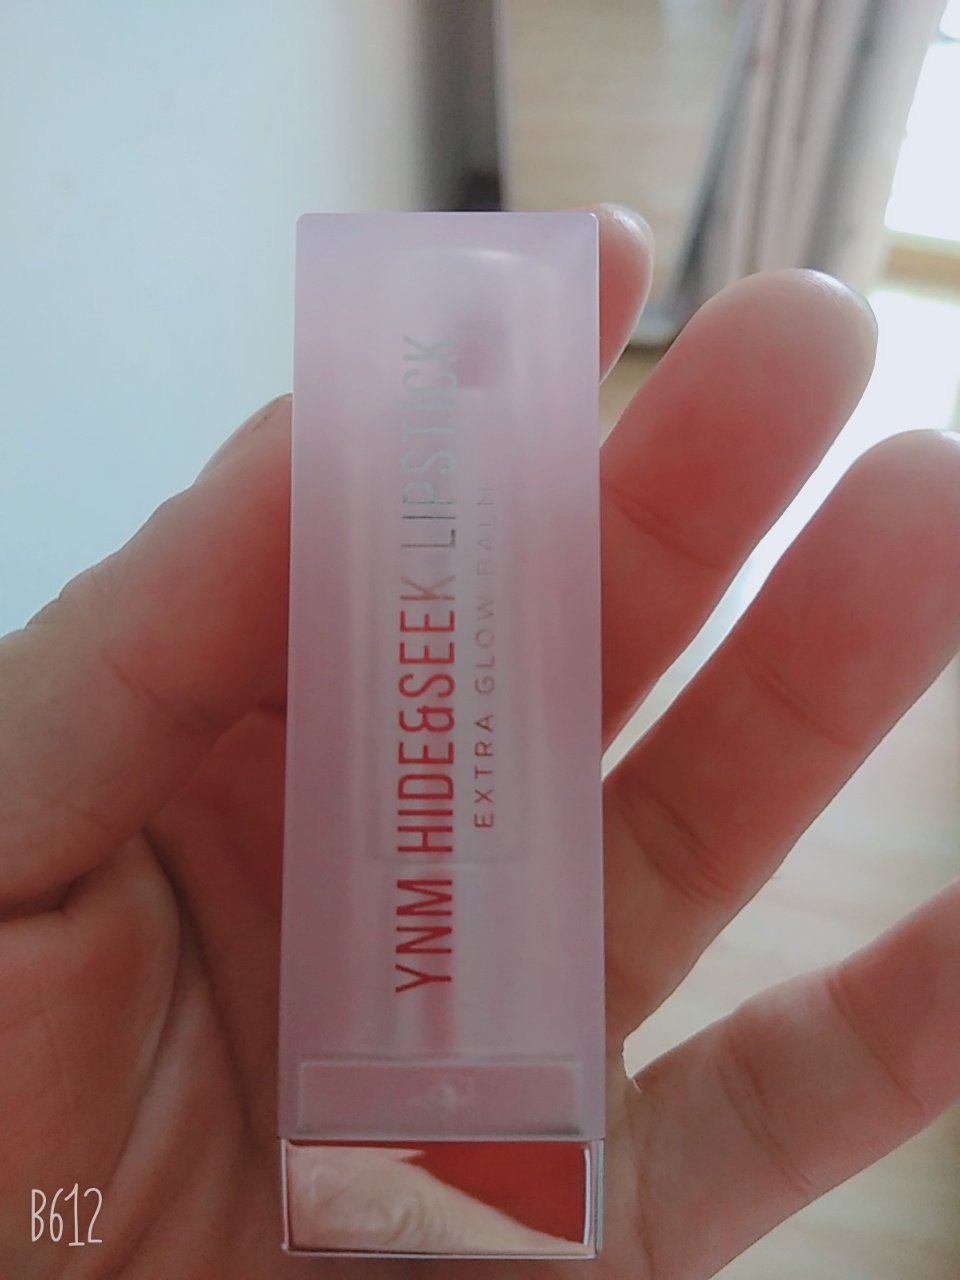 YNM HIDE&SEEK LIPSTICK
EXTRA GLOW BALM
B612